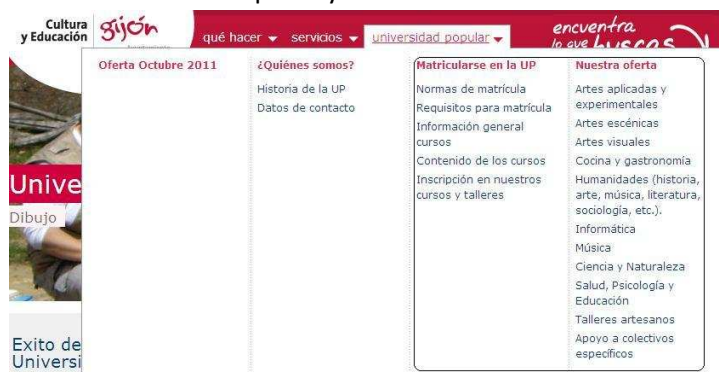 Cultura
y Educación
gijón
qué hacer
servicios
universidad popular
encuentra
lo que buscas
Oferta Octubre 2011
¿Quiénes somos?
Historia de la UP
Datos de contacto
Matricularse en la UP
Normas de matrícula
Requisitos para matrícula
Información general
cursos
Contenido de los cursos
Inscripción en nuestros
cursos y talleres
Nuestra oferta
Artes aplicadas y
experimentales
Artes escénicas
Artes visuales
Cocina y gastronomía
Humanidades (historia,
arte, música, literatura,
sociología, etc.).
Informática
Música
Ciencia y Naturaleza
Salud, Psicología y
Educación
Talleres artesanos
Apoyo a colectivos
específicos
Unive
Dibujo
Exito de
Universi